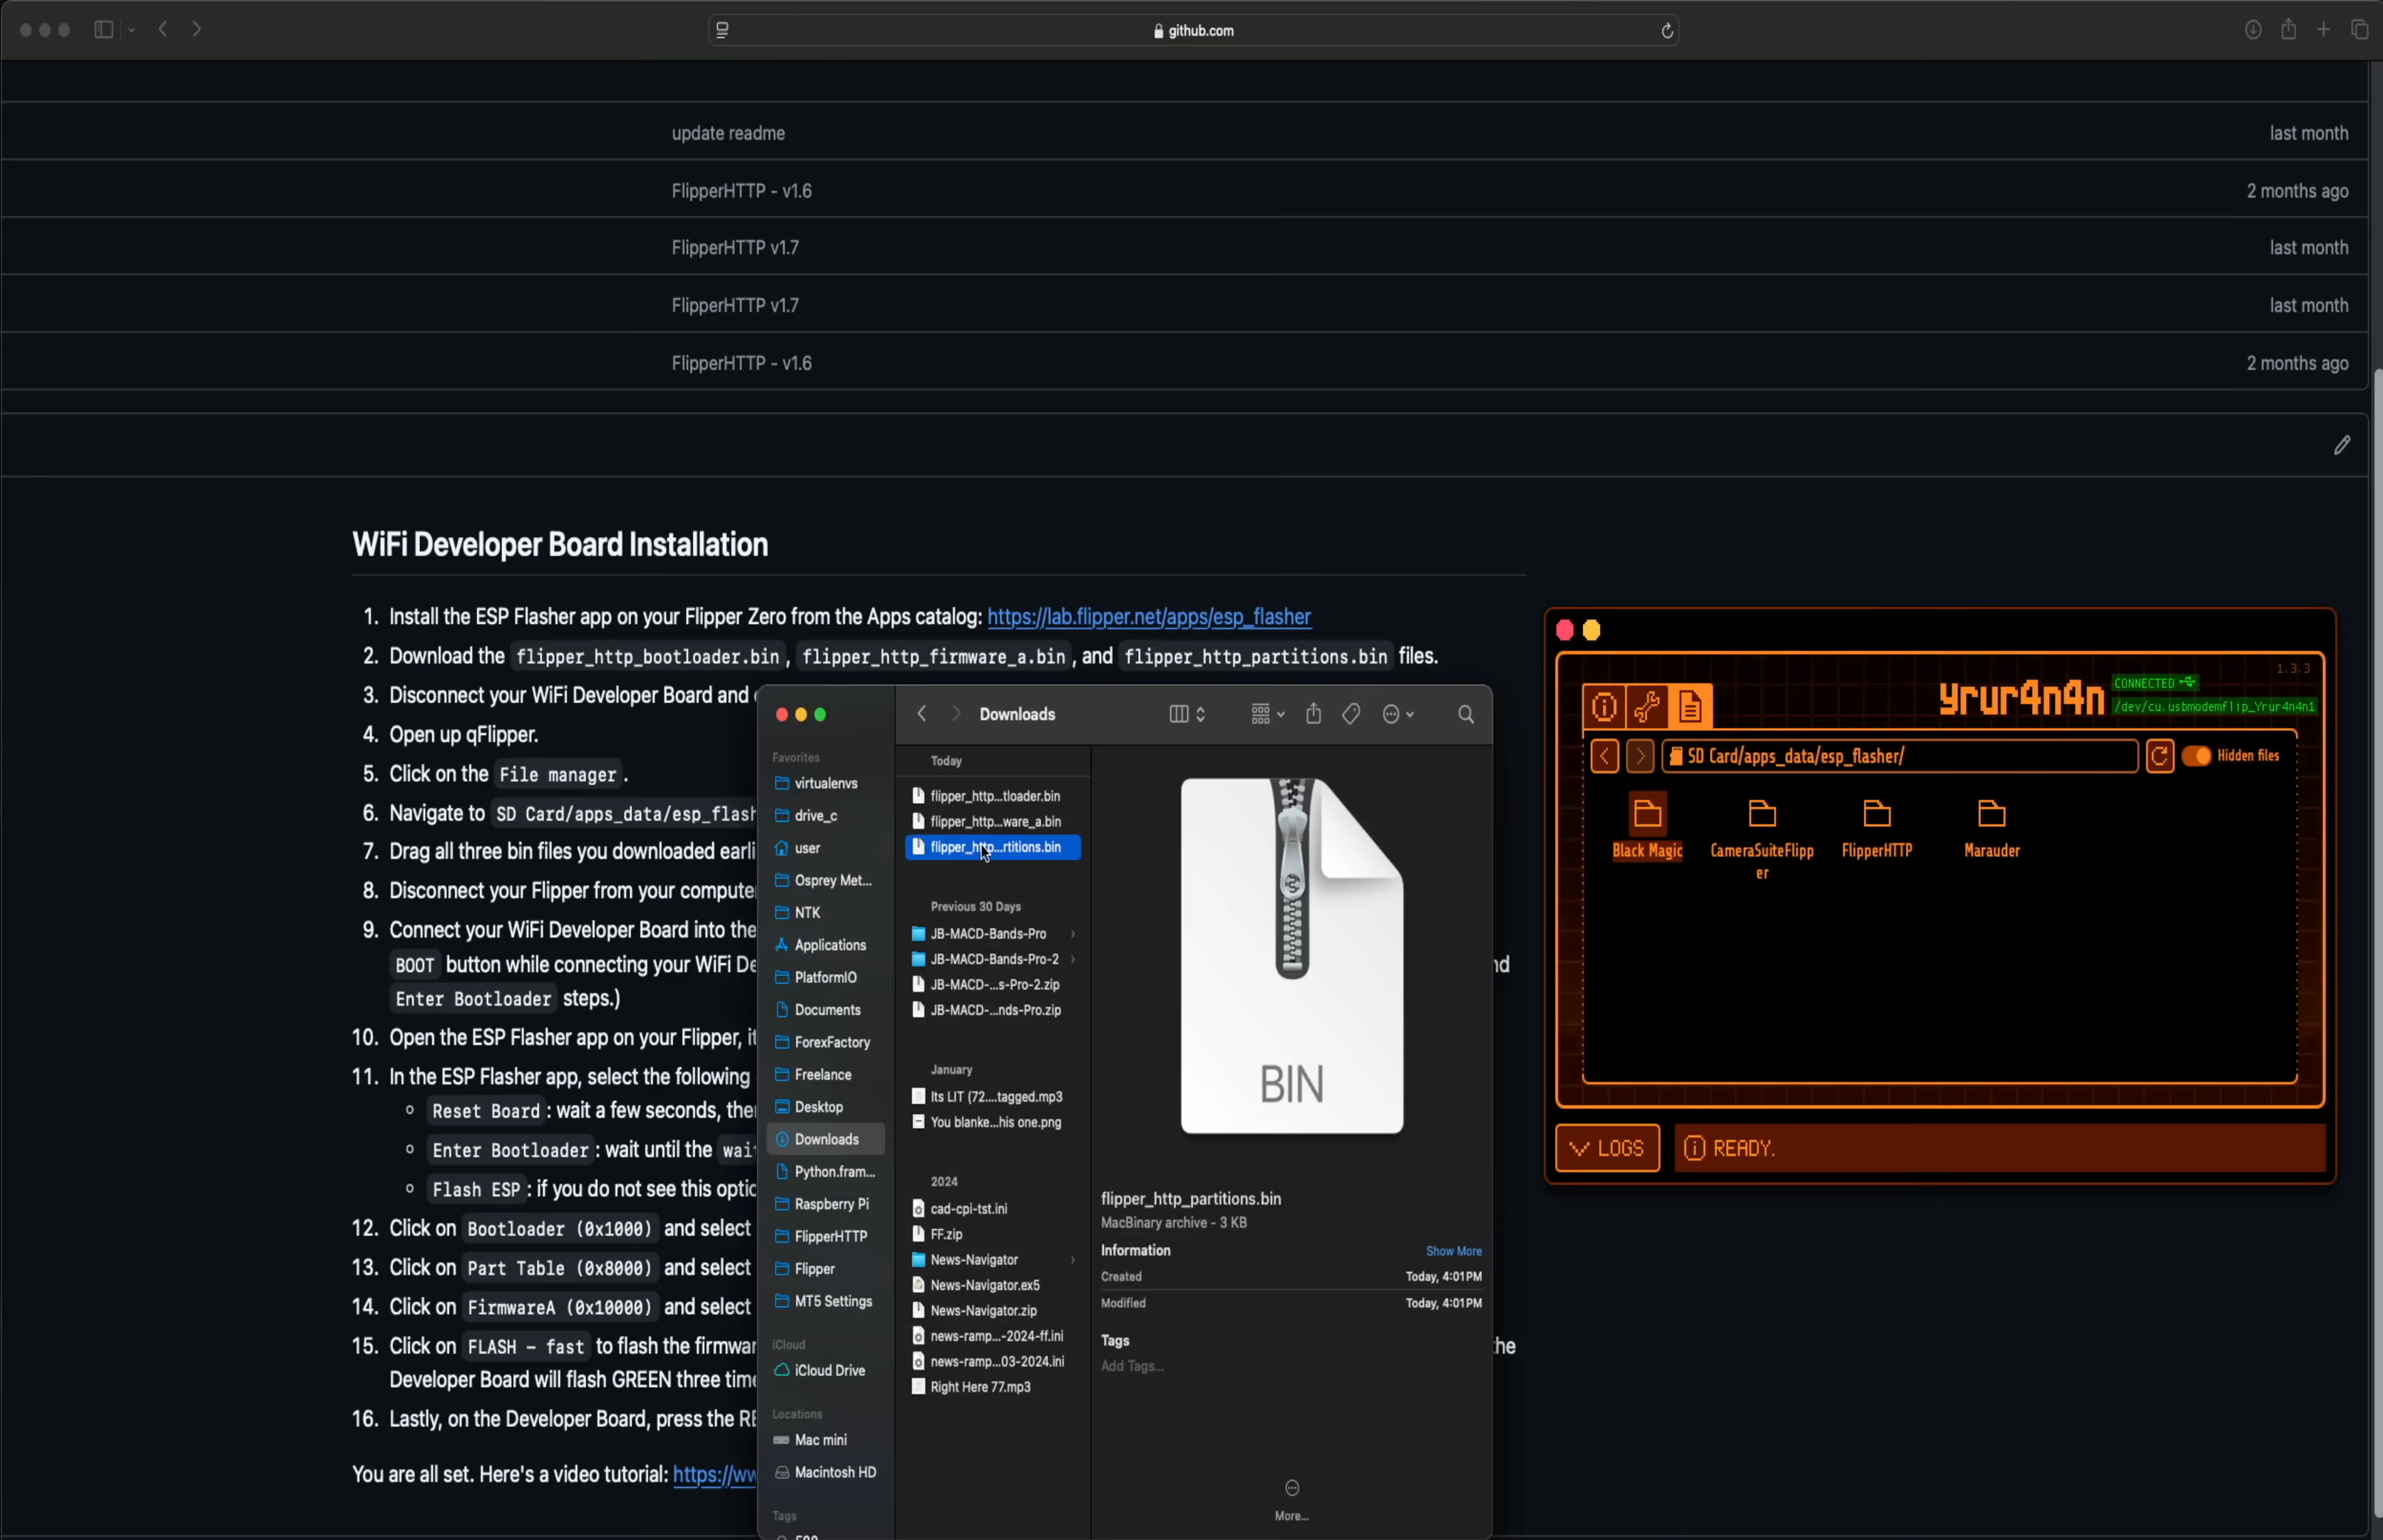 github.com
update readme
last month
FlipperHTTP - v1.6
2 months ago
FlipperHTTP v1.7
last month
FlipperHTTP v1.7
last month
FlipperHTTP - v1.6
2 months ago
WiFi Developer Board Installation
1. Install the ESP Flasher app on your Flipper Zero from the Apps catalog: https://lab.flipper.net/apps/esp_flasher
2. Download the flipper_http_bootloader.bin, flipper_http_firmware_a.bin, and flipper_http_partitions.bin files.
3. Disconnect your WiFi Developer Board and
4. Open up qFlipper.
5. Click on the File manager.
6. Navigate to SD Card/apps_data/esp_flash
7. Drag all three bin files you downloaded earli
8. Disconnect your Flipper from your compute
9. Connect your WiFi Developer Board into the
BOOT button while connecting your WiFi De
nd
Enter Bootloader steps.)
10. Open the ESP Flasher app on your Flipper, it
11. In the ESP Flasher app, select the following
Reset Board: wait a few seconds, the
Enter Bootloader: wait until the wai
Flash ESP: if you do not see this optic
12. Click on Bootloader (0x1000) and select
13. Click on Part Table (0x8000) and select
14. Click on FirmwareA (0x10000) and select
15. Click on FLASH - fast to flash the firmwar
the
Developer Board will flash GREEN three time
16. Lastly, on the Developer Board, press the RE
You are all set. Here's a video tutorial: https://ww
Downloads
Favorites
virtualenvs
drive_c
user
Osprey Met...
NTK
Applications
PlatformIO
Documents
ForexFactory
Freelance
Desktop
Downloads
Python.fram...
Raspberry Pi
FlipperHTTP
Flipper
MT5 Settings
iCloud
iCloud Drive
Locations
Mac mini
Macintosh HD
Tags
Today
flipper_http...tloader.bin
flipper_http...ware_a.bin
flipper_http...rtitions.bin
Previous 30 Days
JB-MACD-Bands-Pro
JB-MACD-Bands-Pro-2
JB-MACD-...s-Pro-2.zip
JB-MACD-...nds-Pro.zip
January
Its LIT (72....tagged.mp3
You blanke...his one.png
2024
cad-cpi-tst.ini
FF.zip
News-Navigator
News-Navigator.ex5
News-Navigator.zip
news-ramp...-2024-ff.ini
news-ramp...03-2024.ini
Right Here 77.mp3
BIN
flipper_http_partitions.bin
MacBinary archive - 3 KB
Information
Show More
Created
Today, 4:01 PM
Modified
Today, 4:01 PM
Tags
Add Tags...
More...
1.3.3
yrur4n4n
CONNECTED
/dev/cu.usbmodemflip_Yrur4n4n1
SD Card/apps_data/esp_flasher/
Hidden files
Black Magic
CameraSuiteFlipp
er
FlipperHTTP
Marauder
LOGS
READY.